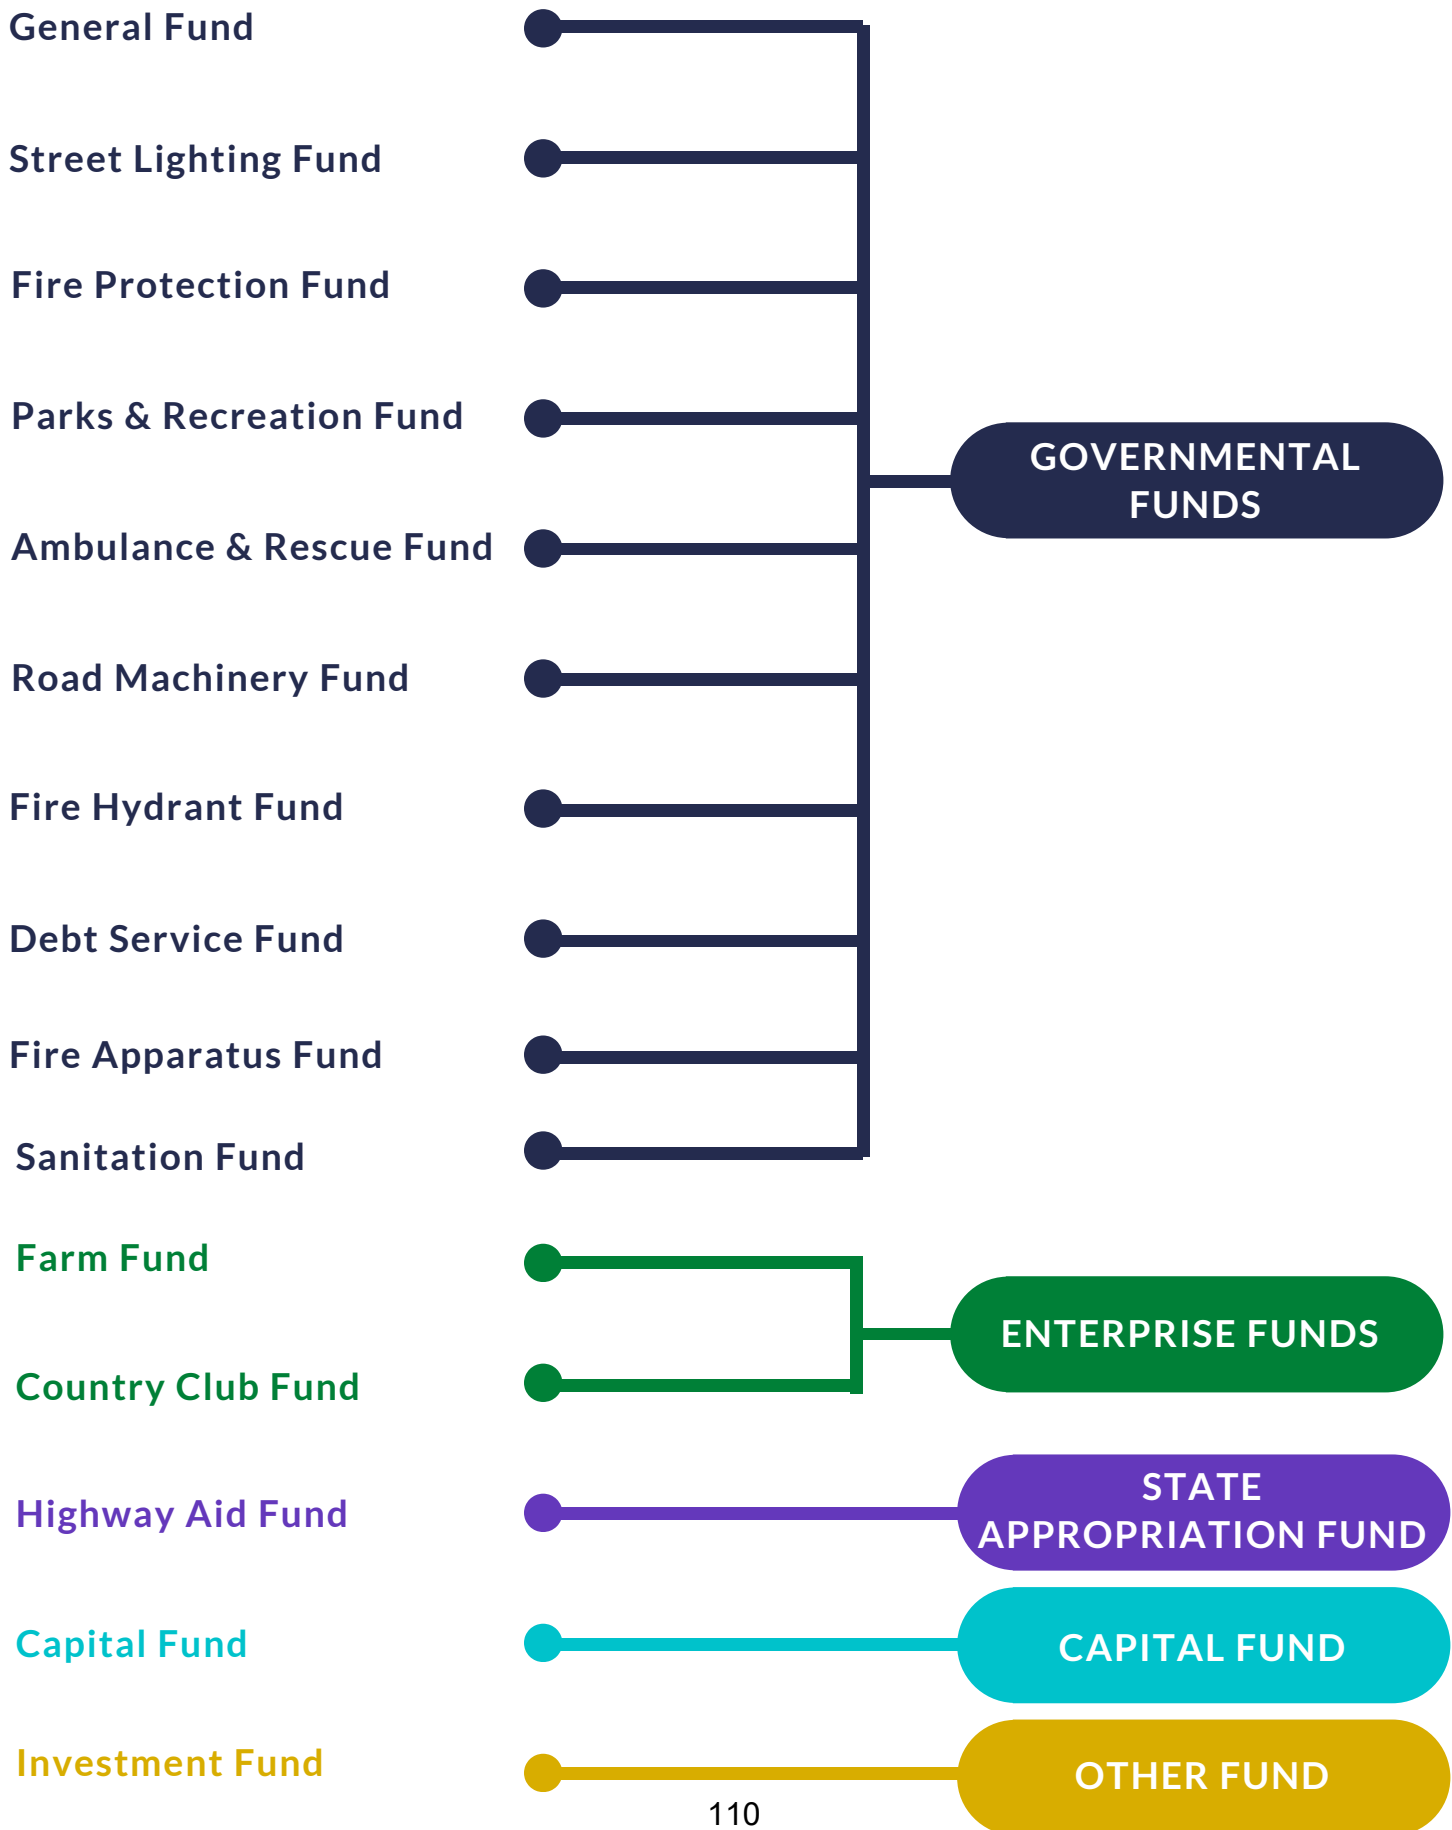 General Fund
Street Lighting Fund
Fire Protection Fund
Parks & Recreation Fund
GOVERNMENTAL
FUNDS
Ambulance & Rescue Fund
Road Machinery Fund
Fire Hydrant Fund
Debt Service Fund
Fire Apparatus Fund
Sanitation Fund
Farm Fund
ENTERPRISE FUNDS
Country Club Fund
Highway Aid Fund
STATE
APPROPRIATION FUND
Capital Fund
CAPITAL FUND
Investment Fund
OTHER FUND
110